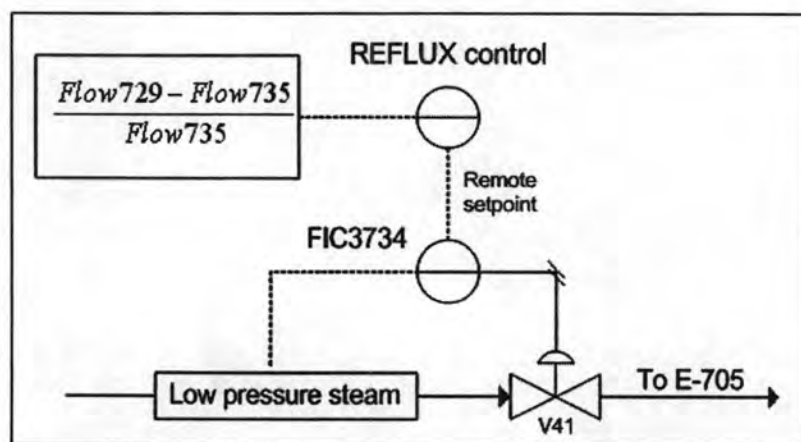 REFLUX control
Flow729 – Flow735
Flow735
Remote
setpoint
FIC3734
Low pressure steam
To E-705
V41